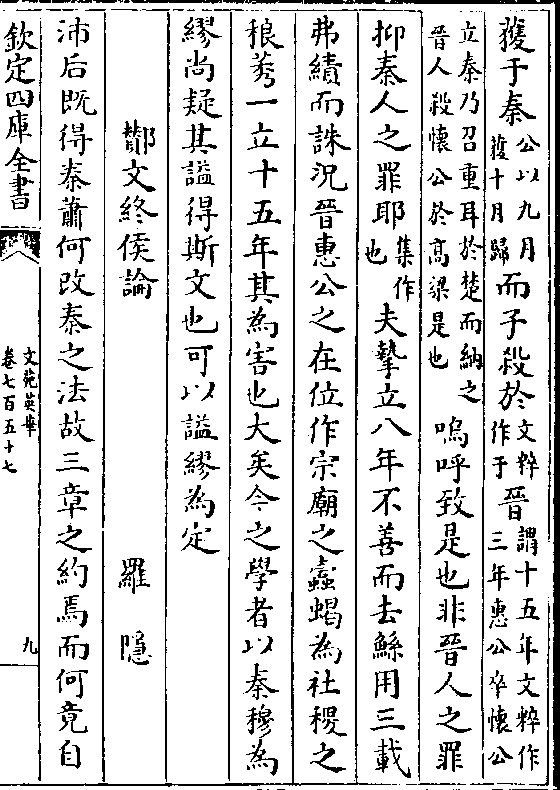 獲于秦公以九月獲十月歸而子殺於文粹作于晉謂十五年文粹作三年惠公卒懷公
立秦乃召重耳於楚而納之晉人殺懷公於高梁是也嗚呼致是也非晉人之罪
抑秦人之罪耶集作也夫摯立八年不善而去鯀用三載
弗績而誅況晉惠公之在位作宗廟之蠧蝎為社稷之
稂莠一立十五年其為害也大矣今之學者以秦穆為
繆尚疑其謚得斯文也可以謚繆為定
酇文終侯論 羅隱
沛后既得秦蕭何改秦之法故三章之約焉而何竟自
欽定四庫全書
文苑英華
卷七百五十七
九